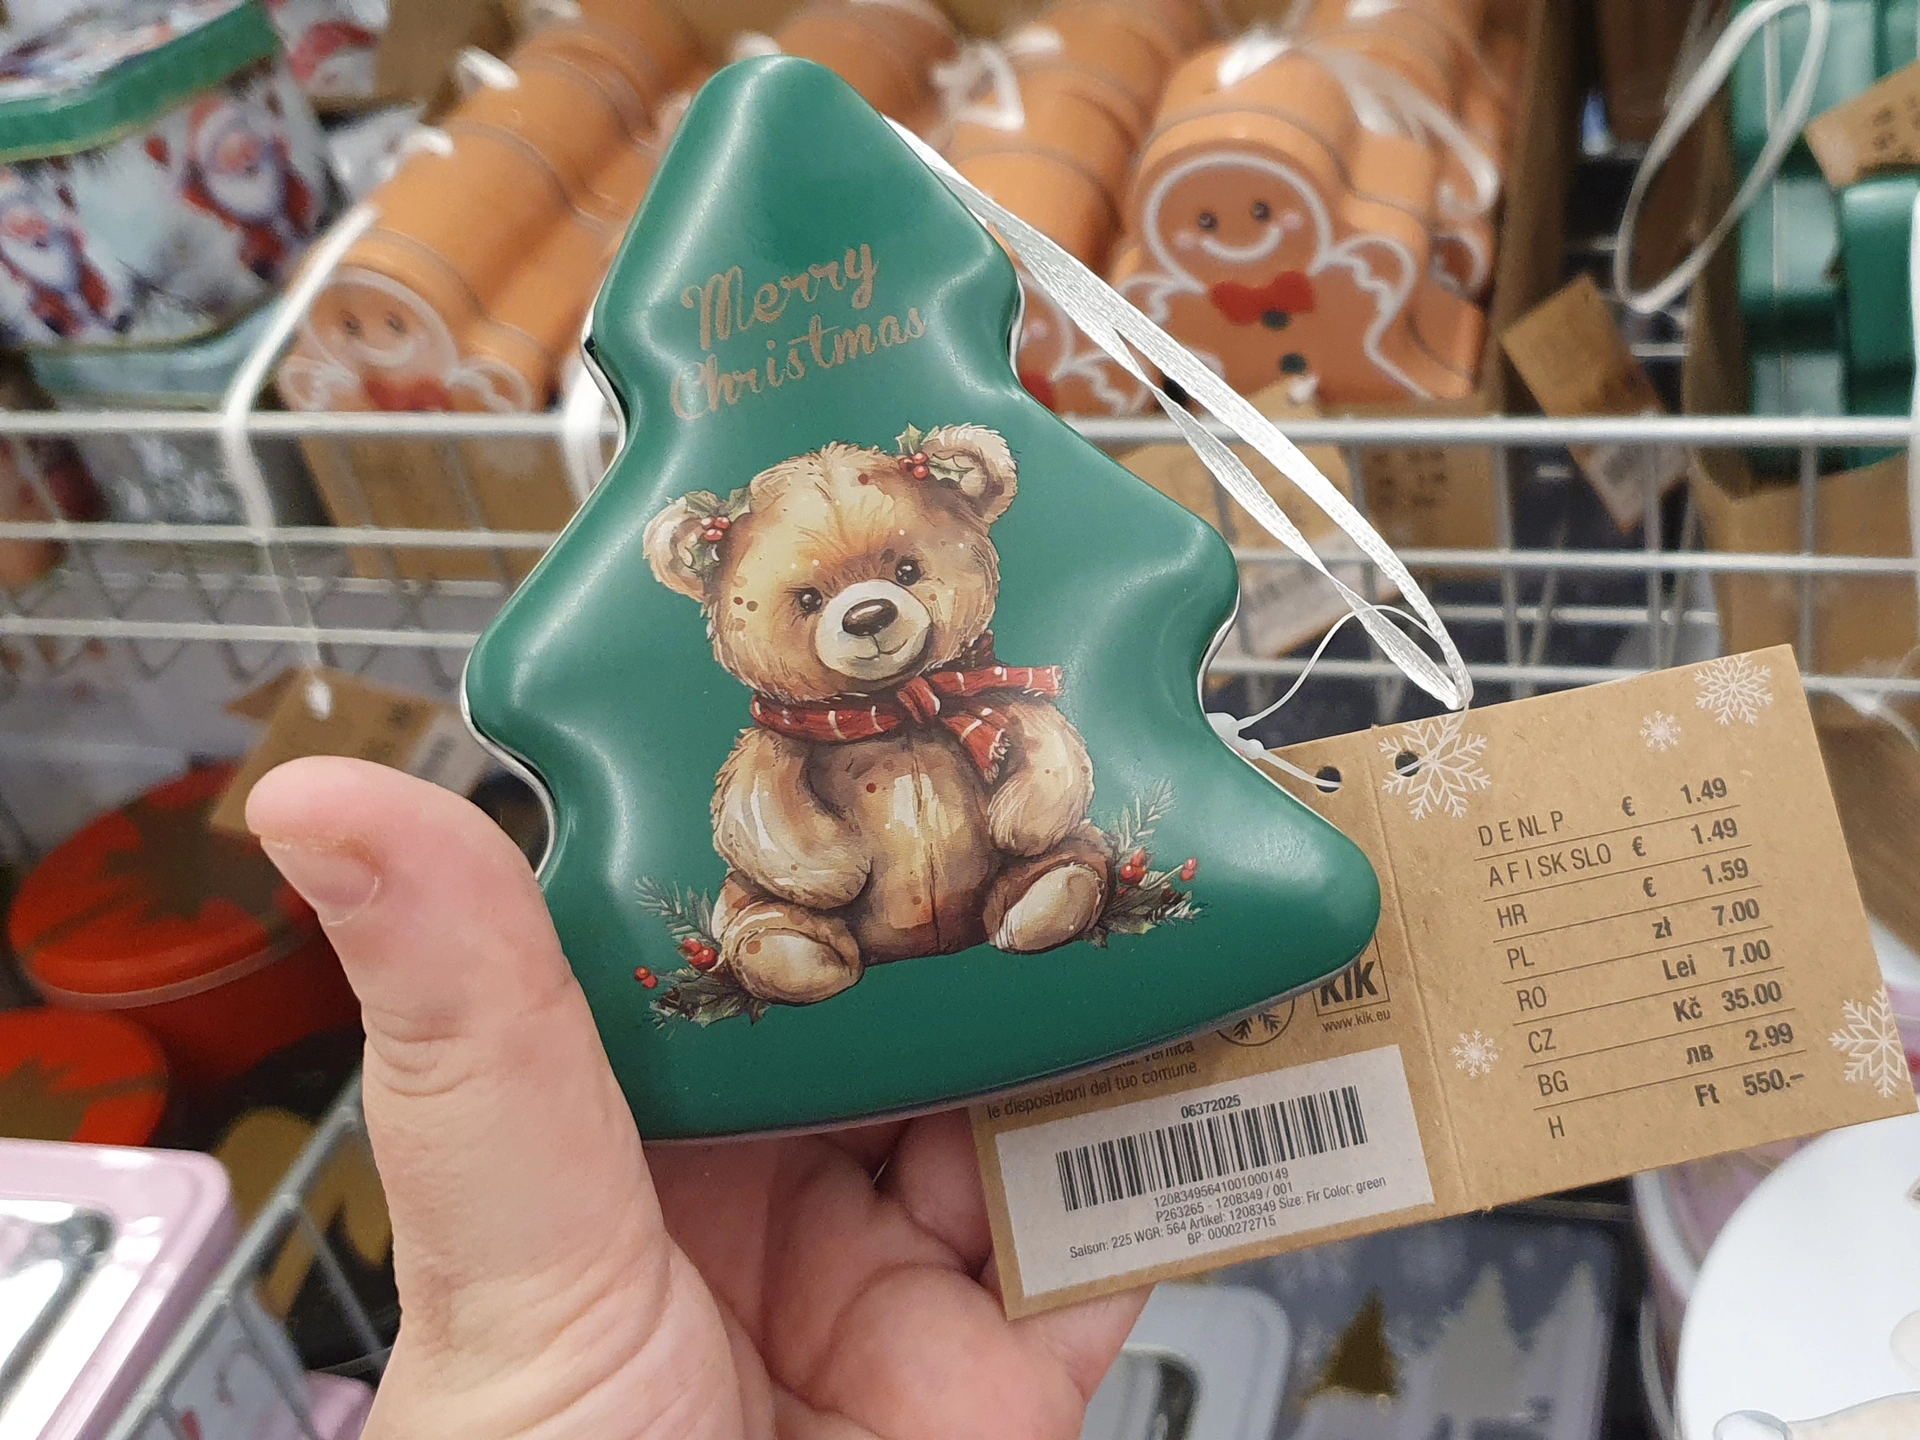 Merry
Christmas
kik
www.kik.eu
le disposizioni del tuo comune.
06372025
12083495641001000149
P263265 - 1208349 / 001
Saison: 225 WGR: 564 Artikel: 1208349 Size: Fir Color: green
BP: 0000272715
D E NL P € 1.49
A F I SK SLO € 1.49
HR € 1.59
PL zł 7.00
RO Lei 7.00
CZ Kč 35.00
BG лв 2.99
H Ft 550.-